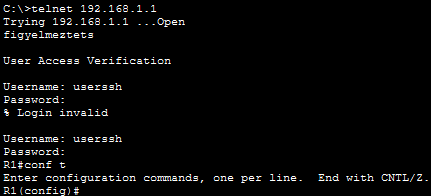 C:\>telnet 192.168.1.1
Trying 192.168.1.1 ...Open
figyelmeztets
User Access Verification
Username: userssh
Password:
% Login invalid
Username: userssh
Password:
R1#conf t
Enter configuration commands, one per line.  End with CNTL/Z.
R1(config)#